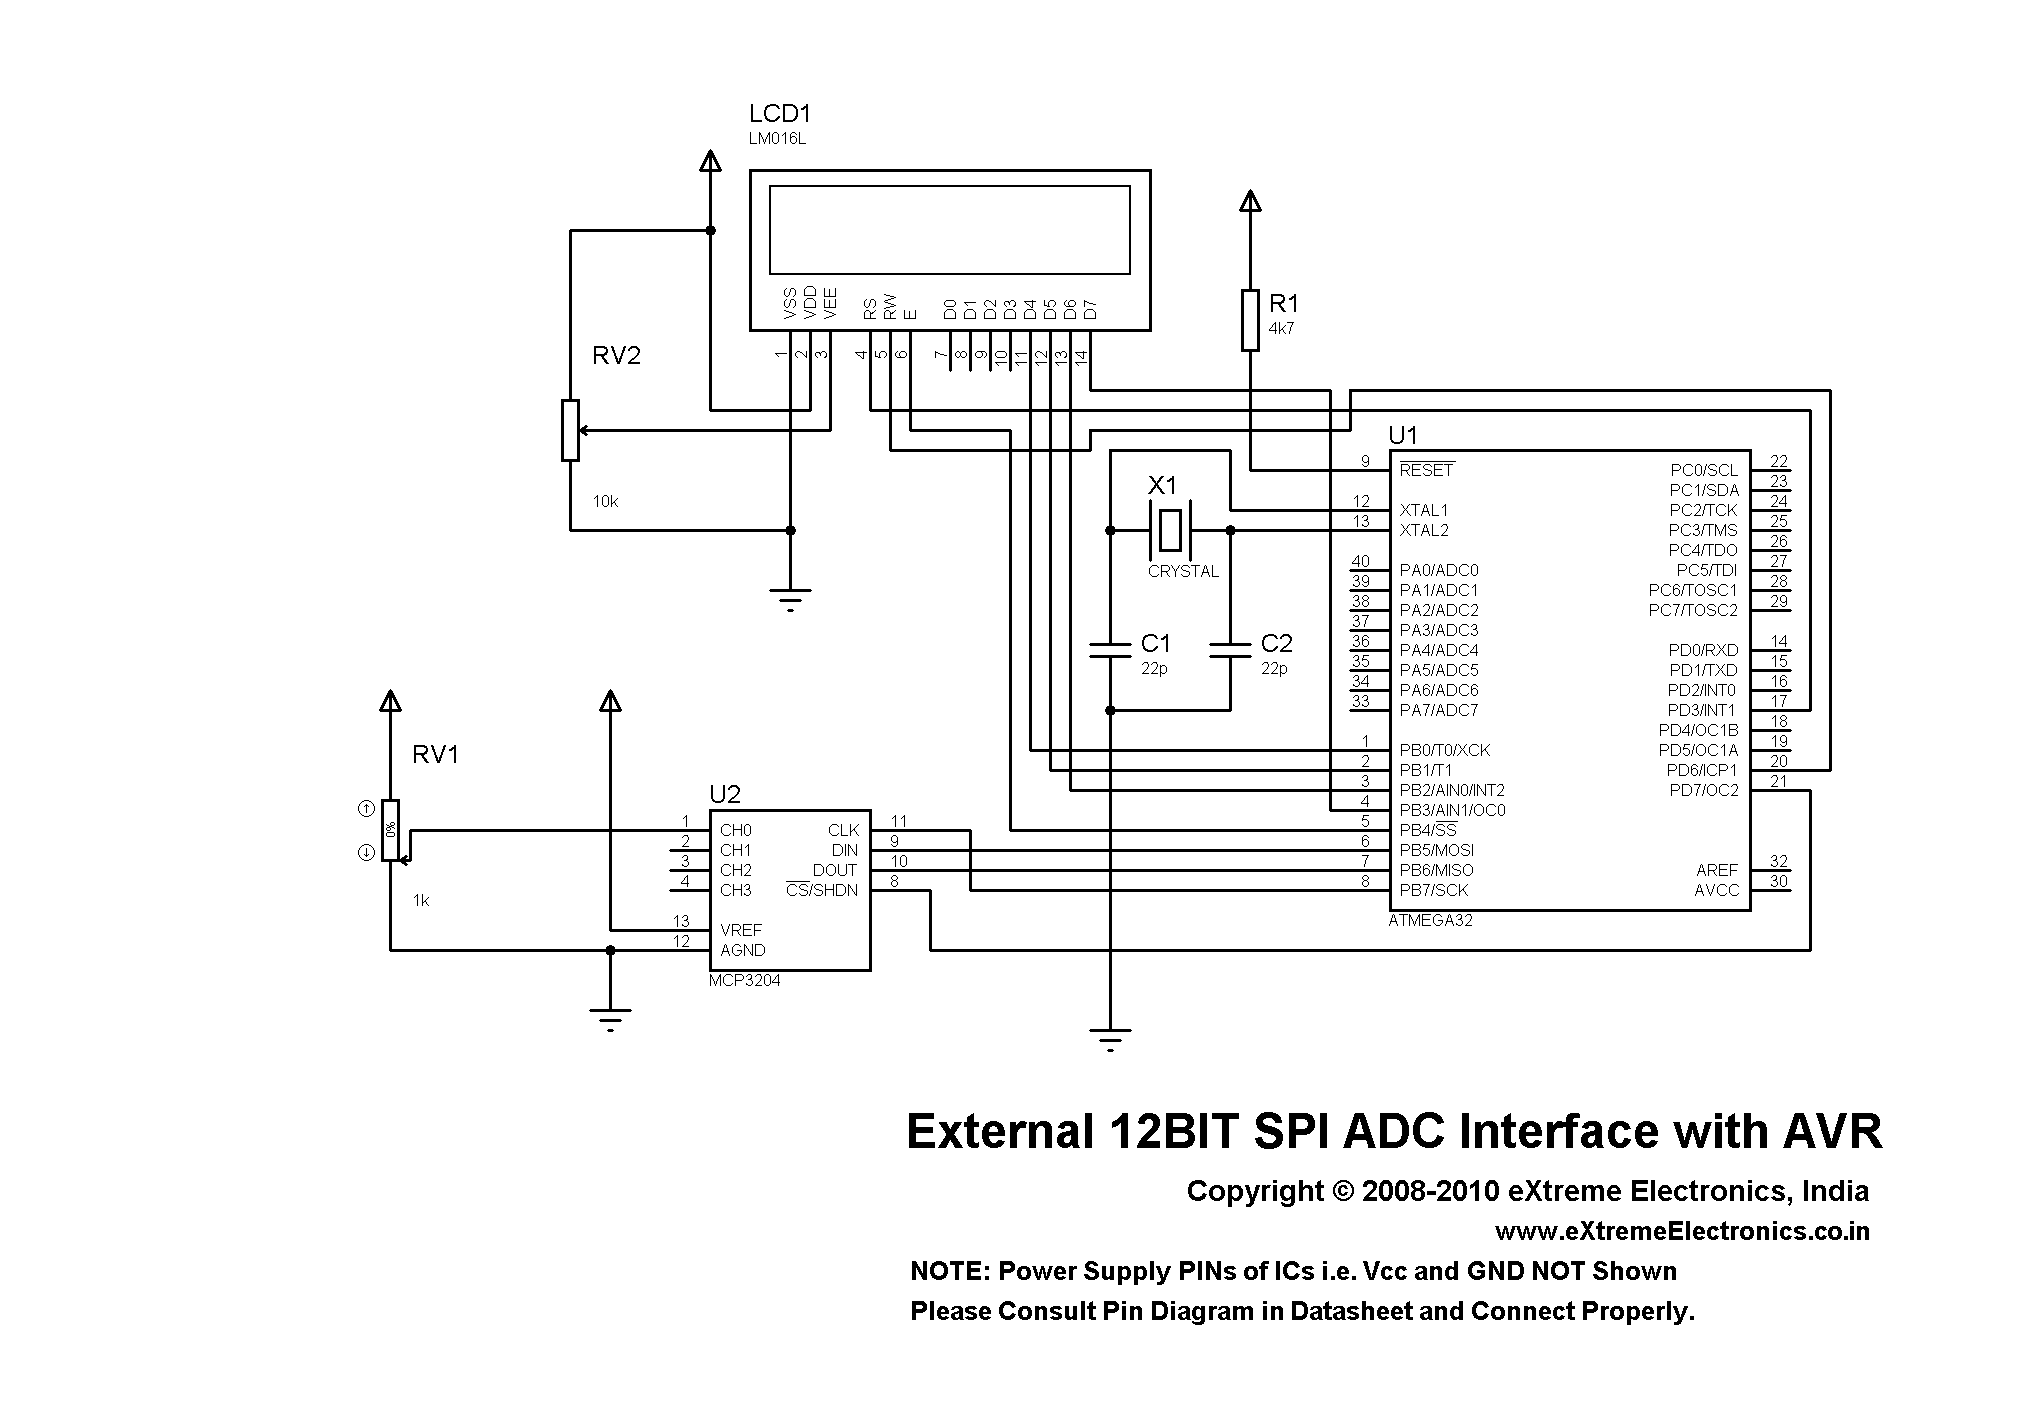 LCD1
LM016L
VSS
VDD
VEE
RS
RW
E
D0
D1
D2
D3
D4
D5
D6
D7
1
2
3
4
5
6
7
8
9
10
11
12
13
14
R1
4k7
RV2
10k
X1
CRYSTAL
C1
22p
C2
22p
U1
9 RESET
12 XTAL1
13 XTAL2
40 PA0/ADC0
39 PA1/ADC1
38 PA2/ADC2
37 PA3/ADC3
36 PA4/ADC4
35 PA5/ADC5
34 PA6/ADC6
33 PA7/ADC7
1 PB0/T0/XCK
2 PB1/T1
3 PB2/AIN0/INT2
4 PB3/AIN1/OC0
5 PB4/SS
6 PB5/MOSI
7 PB6/MISO
8 PB7/SCK
PC0/SCL 22
PC1/SDA 23
PC2/TCK 24
PC3/TMS 25
PC4/TDO 26
PC5/TDI 27
PC6/TOSC1 28
PC7/TOSC2 29
PD0/RXD 14
PD1/TXD 15
PD2/INT0 16
PD3/INT1 17
PD4/OC1B 18
PD5/OC1A 19
PD6/ICP1 20
PD7/OC2 21
AREF 32
AVCC 30
ATMEGA32
RV1
0%
1k
U2
1 CH0
2 CH1
3 CH2
4 CH3
13 VREF
12 AGND
CLK 11
DIN 9
DOUT 10
CS/SHDN 8
MCP3204
External 12BIT SPI ADC Interface with AVR
Copyright © 2008-2010 eXtreme Electronics, India
www.eXtremeElectronics.co.in
NOTE: Power Supply PINs of ICs i.e. Vcc and GND NOT Shown
Please Consult Pin Diagram in Datasheet and Connect Properly.